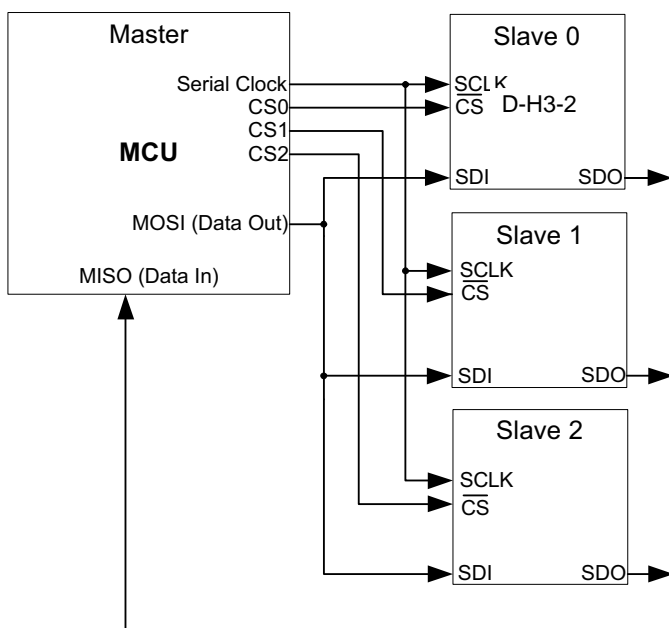 Master
Serial Clock
CS0
CS1
CS2
MCU
MOSI (Data Out)
MISO (Data In)
Slave 0
SCLK
CS
D-H3-2
SDI
SDO
Slave 1
SCLK
CS
SDI
SDO
Slave 2
SCLK
CS
SDI
SDO